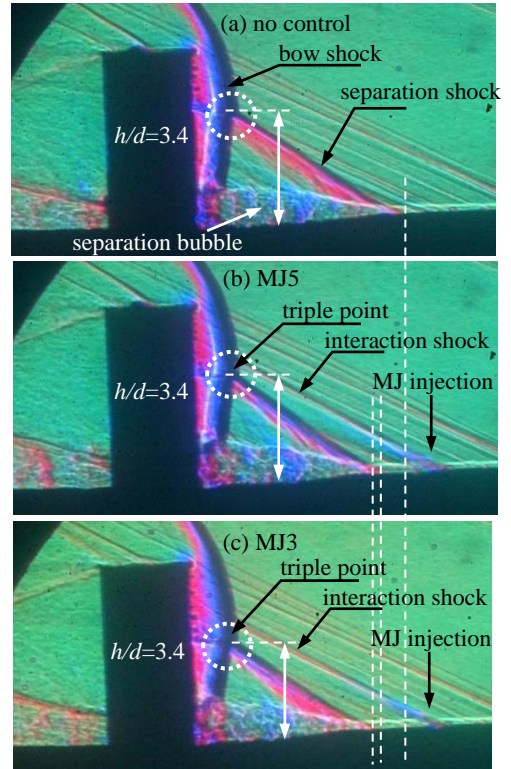 (a) no control
bow shock
separation shock
h/d=3.4
separation bubble
(b) MJ5
triple point
interaction shock
MJ injection
h/d=3.4
(c) MJ3
triple point
interaction shock
MJ injection
h/d=3.4